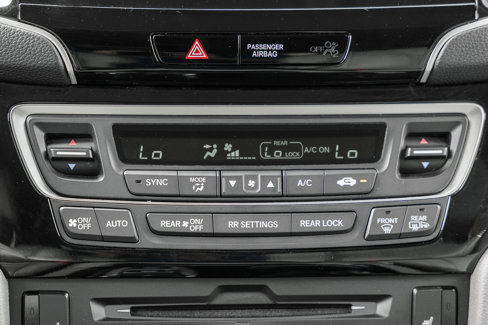 PASSENGER
AIRBAG
OFF
REAR
Lo
Lo LOCK
A/C ON
Lo
SYNC
MODE
A/C
ON/
OFF
AUTO
REAR ON/
OFF
RR SETTINGS
REAR LOCK
FRONT
REAR